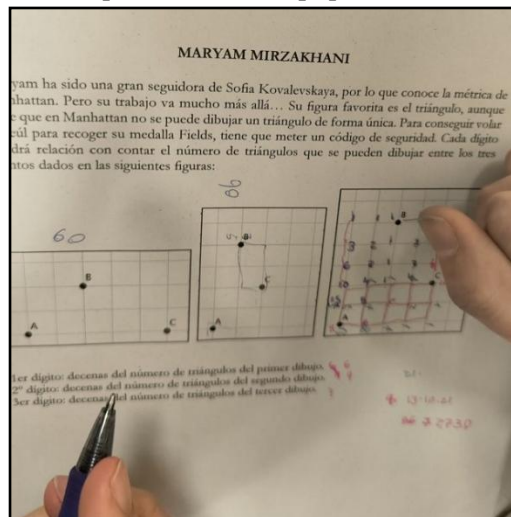 MARYAM MIRZAKHANI
yam ha sido una gran seguidora de Sofia Kovalevskaya, por lo que conoce la métrica de
nhattan. Pero su trabajo va mucho más allá… Su figura favorita es el triángulo, aunque
e que en Manhattan no se puede dibujar un triángulo de forma única. Para conseguir volar
cúl para recoger su medalla Fields, tiene que meter un código de seguridad. Cada dígito
drá relación con contar el número de triángulos que se pueden dibujar entre los tres
ntos dados en las siguientes figuras:
60
90
B
A
C
B
C
A
B
C
A
1er dígito: decenas del número de triángulos del primer dibujo.
2º dígito: decenas del número de triángulos del segundo dibujo.
3er dígito: decenas del número de triángulos del tercer dibujo.